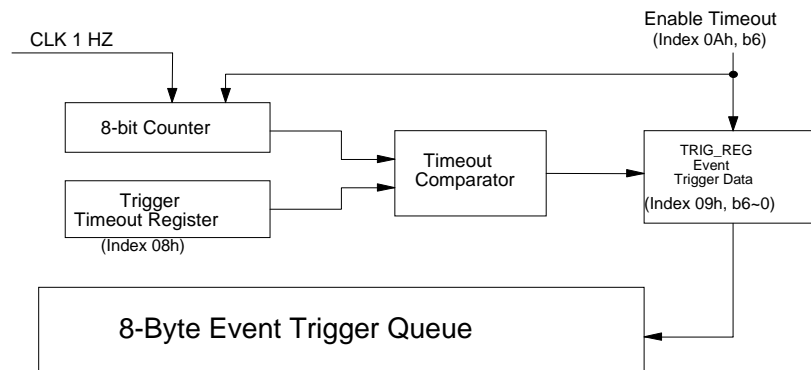 Enable Timeout
(Index 0Ah, b6)
CLK 1 HZ
8-bit Counter
Timeout
Comparator
TRIG_REG
Event
Trigger Data
(Index 09h, b6~0)
Trigger
Timeout Register
(Index 08h)
8-Byte Event Trigger Queue